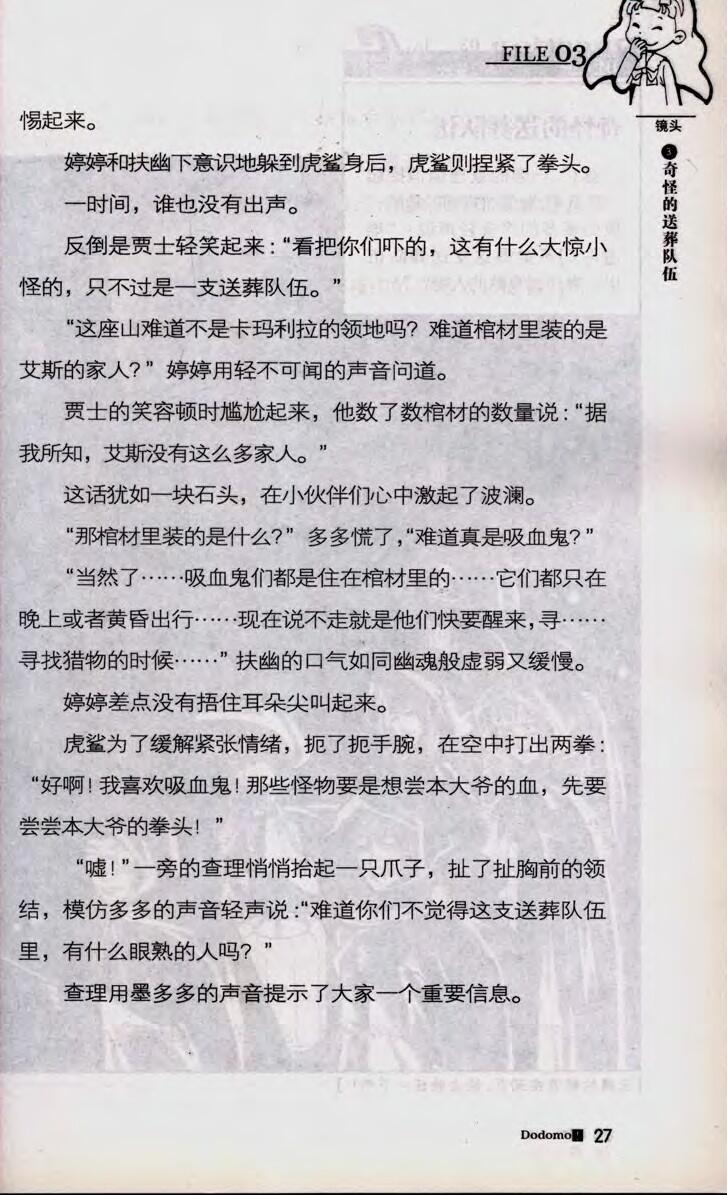 FILE 03
镜头
3
奇怪的送葬队伍
惕起来。
婷婷和扶幽下意识地躲到虎鲨身后，虎鲨则捏紧了拳头。
一时间，谁也没有出声。
反倒是贾士轻笑起来：“看把你们吓的，这有什么大惊小
怪的，只不过是一支送葬队伍。”
“这座山难道不是卡玛利拉的领地吗？难道棺材里装的是
艾斯的家人？”婷婷用轻不可闻的声音问道。
贾士的笑容顿时尴尬起来，他数了数棺材的数量说：“据
我所知，艾斯没有这么多家人。”
这话犹如一块石头，在小伙伴们心中激起了波澜。
“那棺材里装的是什么？”多多慌了，“难道真是吸血鬼？”
“当然了……吸血鬼们都是住在棺材里的……它们都只在
晚上或者黄昏出行……现在说不走就是他们快要醒来，寻……
寻找猎物的时候……”扶幽的口气如同幽魂般虚弱又缓慢。
婷婷差点没有捂住耳朵尖叫起来。
虎鲨为了缓解紧张情绪，扼了扼手腕，在空中打出两拳：
“好啊！我喜欢吸血鬼！那些怪物要是想尝本大爷的血，先要
尝尝本大爷的拳头！”
“嘘！”一旁的查理悄悄抬起一只爪子，扯了扯胸前的领
结，模仿多多的声音轻声说：“难道你们不觉得这支送葬队伍
里，有什么眼熟的人吗？”
查理用墨多多的声音提示了大家一个重要信息。
Dodomo! 27